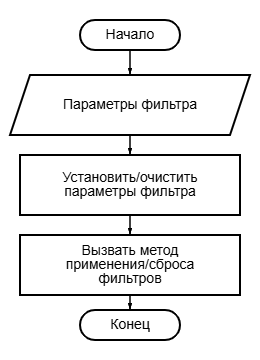 Начало
Параметры фильтра
Установить/очистить
параметры фильтра
Вызвать метод
применения/сброса
фильтров
Конец